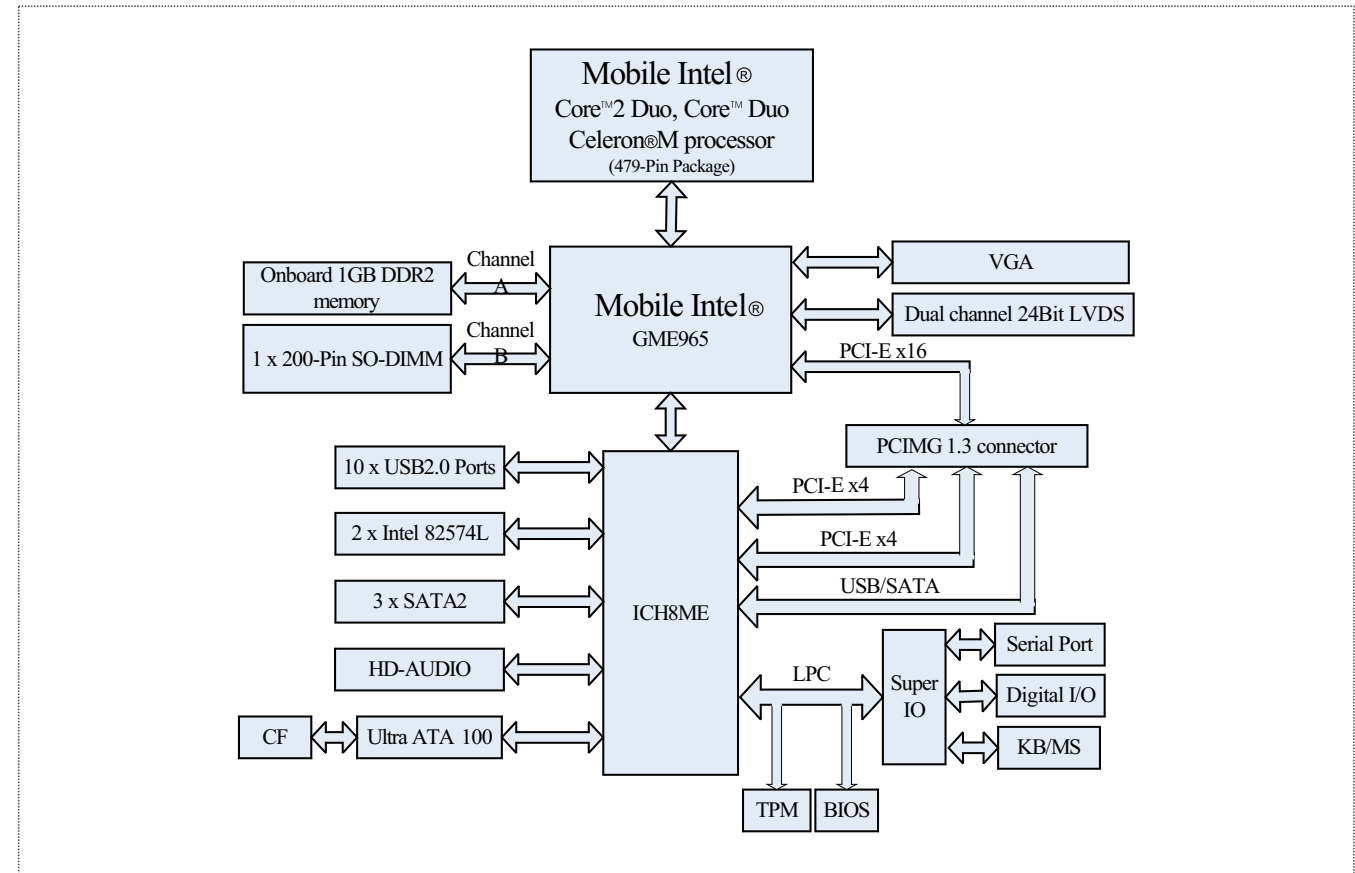 Mobile Intel®
Core™2 Duo, Core™ Duo
Celeron®M processor
(479-Pin Package)
Channel
A
Onboard 1GB DDR2
memory
Channel
B
1 x 200-Pin SO-DIMM
Mobile Intel®
GME965
VGA
Dual channel 24Bit LVDS
PCI-E x16
PCIMG 1.3 connector
10 x USB2.0 Ports
2 x Intel 82574L
3 x SATA2
HD-AUDIO
CF
Ultra ATA 100
ICH8ME
PCI-E x4
PCI-E x4
USB/SATA
LPC
Super
IO
Serial Port
Digital I/O
KB/MS
TPM
BIOS